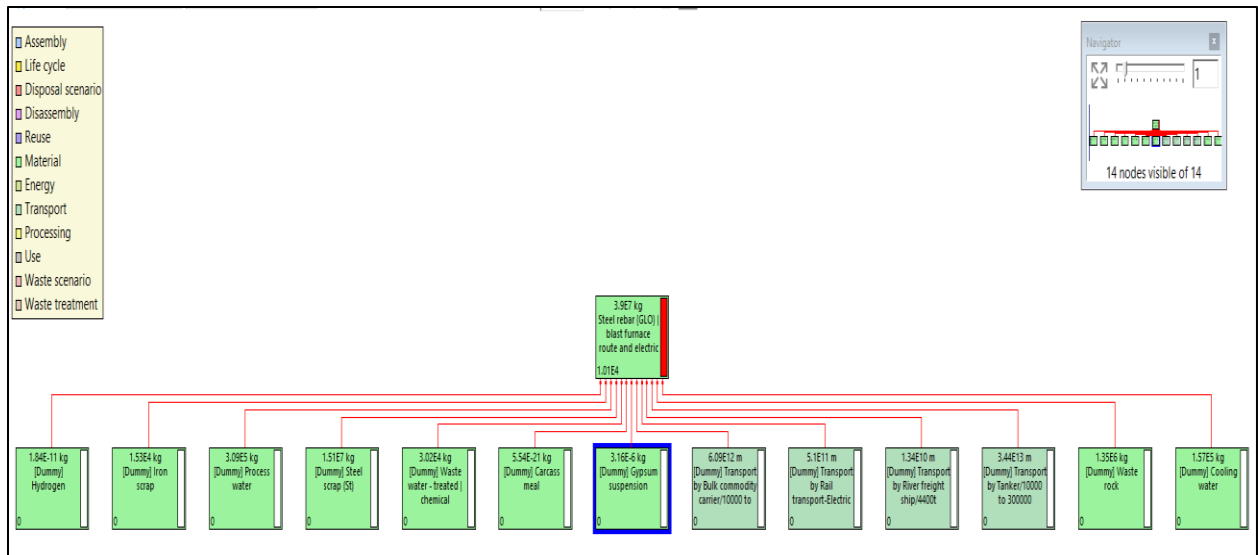 Assembly
Life cycle
Disposal scenario
Disassembly
Reuse
Material
Energy
Transport
Processing
Use
Waste scenario
Waste treatment
Navigator
x
1
14 nodes visible of 14
3.9E7 kg
Steel rebar {GLO} |
blast furnace
route and electric
1.01E4
1.84E-11 kg
[Dummy]
Hydrogen
0
1.53E4 kg
[Dummy] Iron
scrap
0
3.09E5 kg
[Dummy] Process
water
0
1.51E7 kg
[Dummy] Steel
scrap (St)
0
3.02E4 kg
[Dummy] Waste
water - treated |
chemical
0
5.54E-21 kg
[Dummy] Carcass
meal
0
3.16E-6 kg
[Dummy] Gypsum
suspension
0
6.09E12 m
[Dummy] Transport
by Bulk commodity
carrier/10000 to
0
5.1E11 m
[Dummy] Transport
by Rail
transport-Electric
0
1.34E10 m
[Dummy] Transport
by River freight
ship/4400t
0
3.44E13 m
[Dummy] Transport
by Tanker/10000
to 300000
0
1.35E6 kg
[Dummy] Waste
rock
0
1.57E5 kg
[Dummy] Cooling
water
0